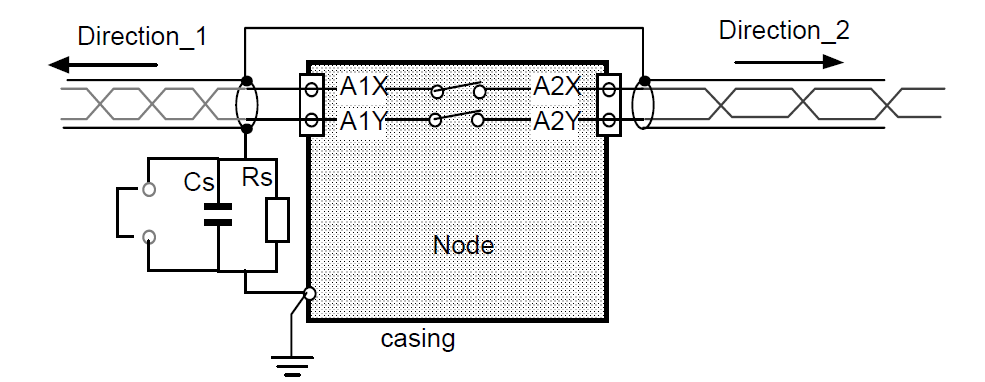 Direction_1
Direction_2
A1X
A2X
A1Y
A2Y
Cs
Rs
Node
casing